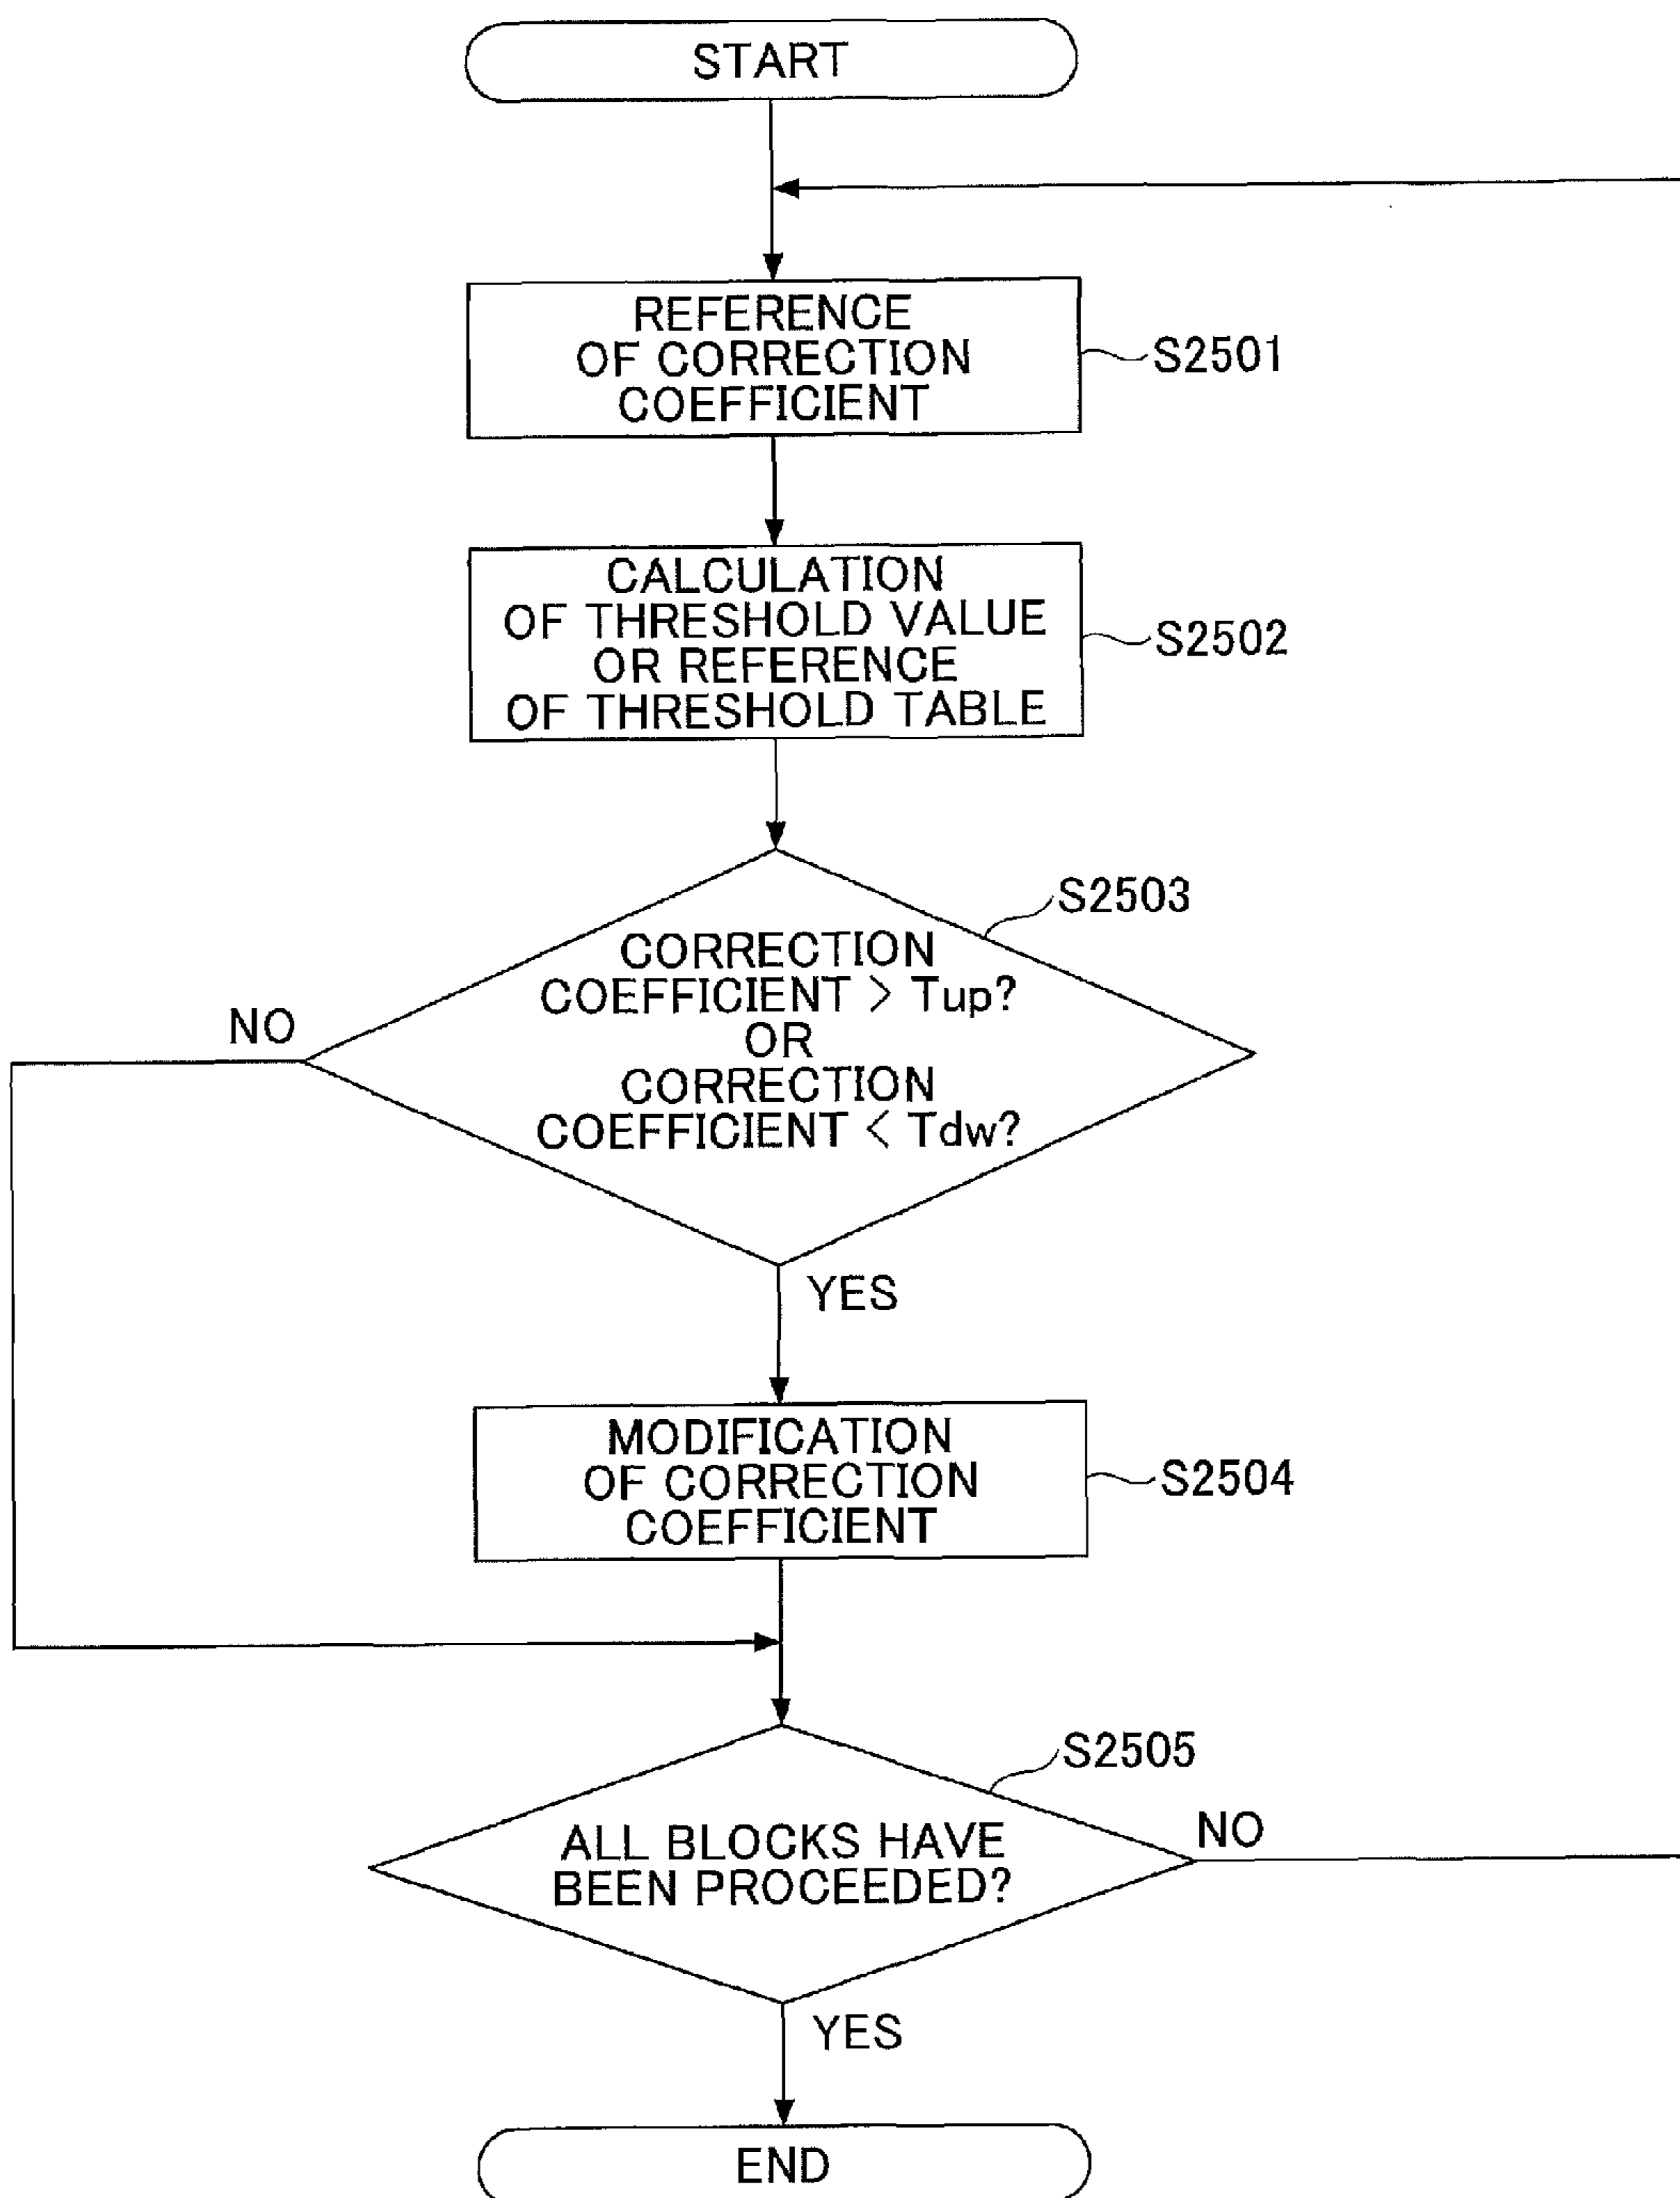 START
REFERENCE
OF CORRECTION
COEFFICIENT
S2501
CALCULATION
OF THRESHOLD VALUE
OR REFERENCE
OF THRESHOLD TABLE
S2502
S2503
CORRECTION
COEFFICIENT > Tup?
OR
CORRECTION
COEFFICIENT < Tdw?
NO
YES
MODIFICATION
OF CORRECTION
COEFFICIENT
S2504
S2505
ALL BLOCKS HAVE
BEEN PROCEEDED?
NO
YES
END